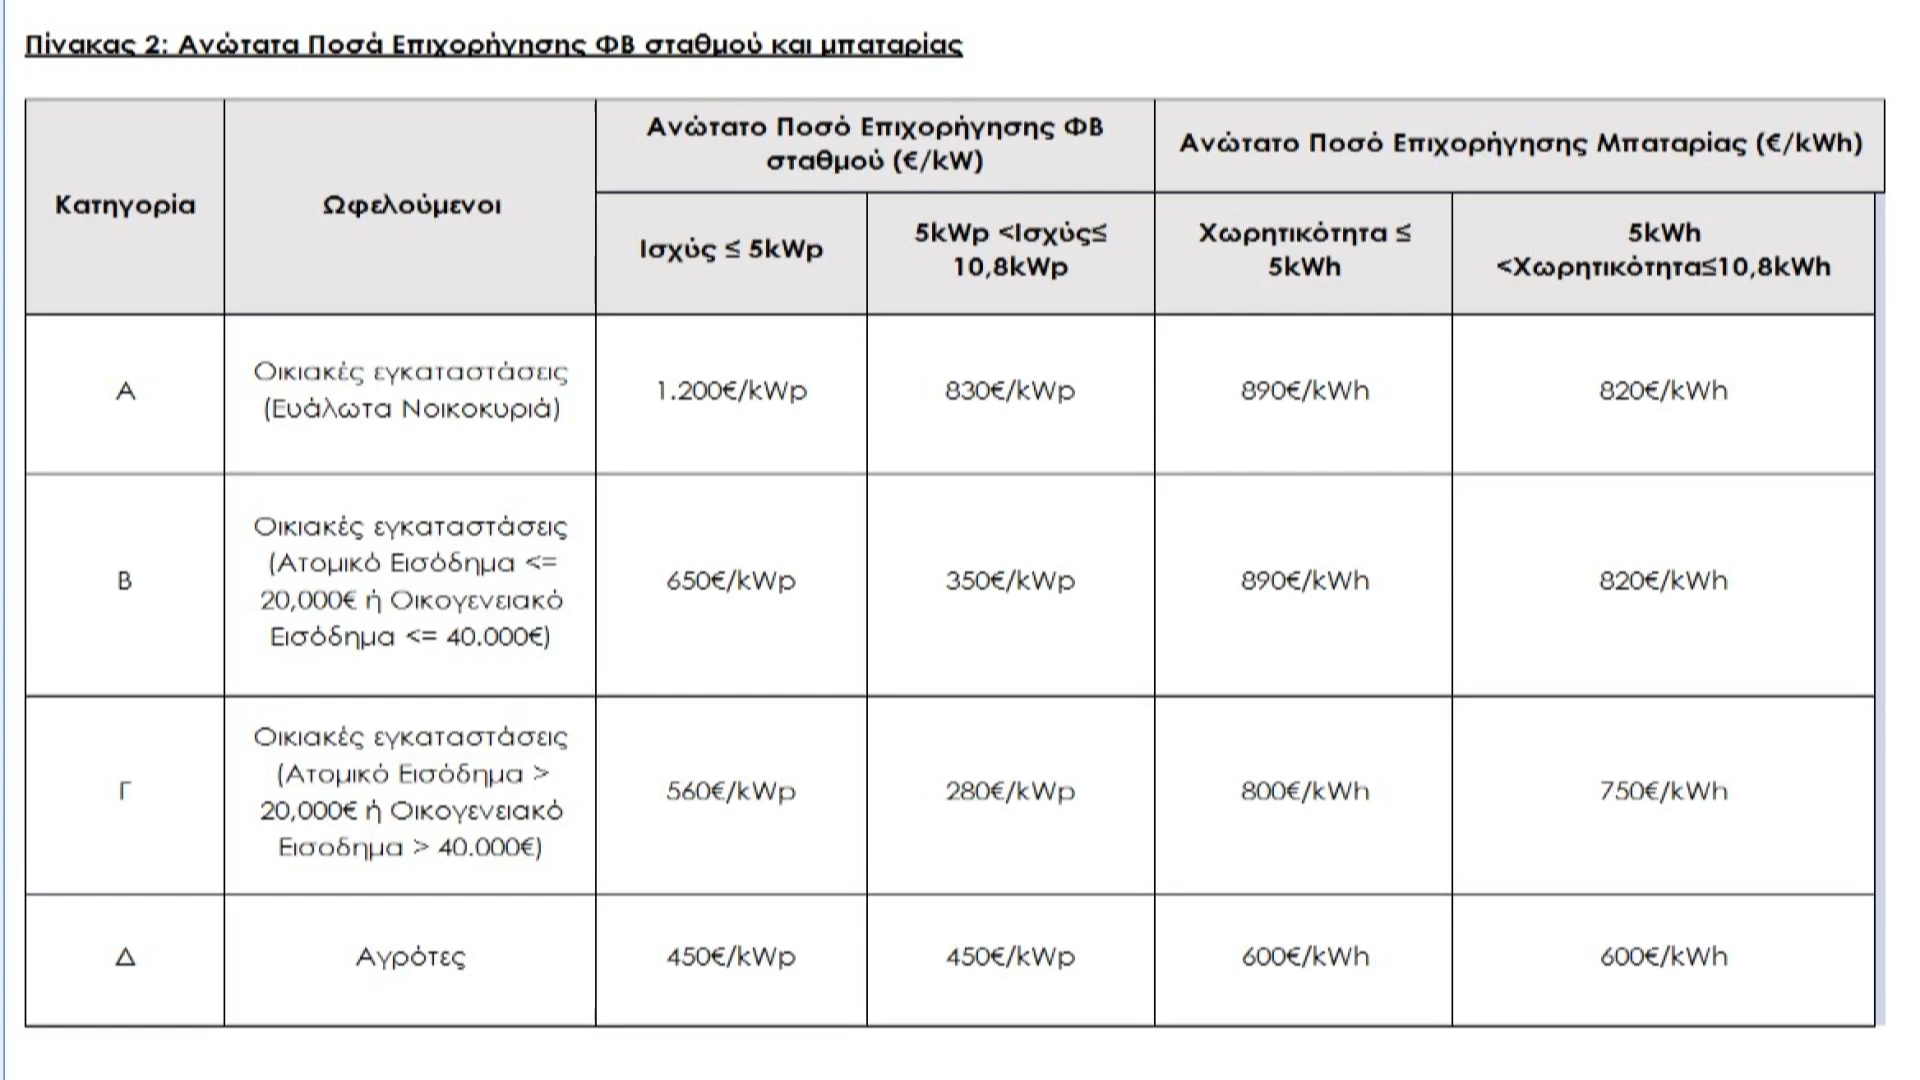 Πίνακας 2: Ανώτατα Ποσά Επιχορήγησης ΦΒ σταθμού και μπαταρίας
Κατηγορία
Ωφελούμενοι
Ανώτατο Ποσό Επιχορήγησης ΦΒ
σταθμού (€/kW)
Ανώτατο Ποσό Επιχορήγησης Μπαταρίας (€/kWh)
Ισχύς ≤ 5kWp
5kWp <Ισχύς≤
10,8kWp
Χωρητικότητα ≤
5kWh
5kWh
<Χωρητικότητα≤10,8kWh
Α
Οικιακές εγκαταστάσεις
(Ευάλωτα Νοικοκυριά)
1.200€/kWp
830€/kWp
890€/kWh
820€/kWh
Β
Οικιακές εγκαταστάσεις
(Ατομικό Εισόδημα <=
20,000€ ή Οικογενειακό
Εισόδημα <= 40.000€)
650€/kWp
350€/kWp
890€/kWh
820€/kWh
Γ
Οικιακές εγκαταστάσεις
(Ατομικό Εισόδημα >
20,000€ ή Οικογενειακό
Εισοδημα > 40.000€)
560€/kWp
280€/kWp
800€/kWh
750€/kWh
Δ
Αγρότες
450€/kWp
450€/kWp
600€/kWh
600€/kWh